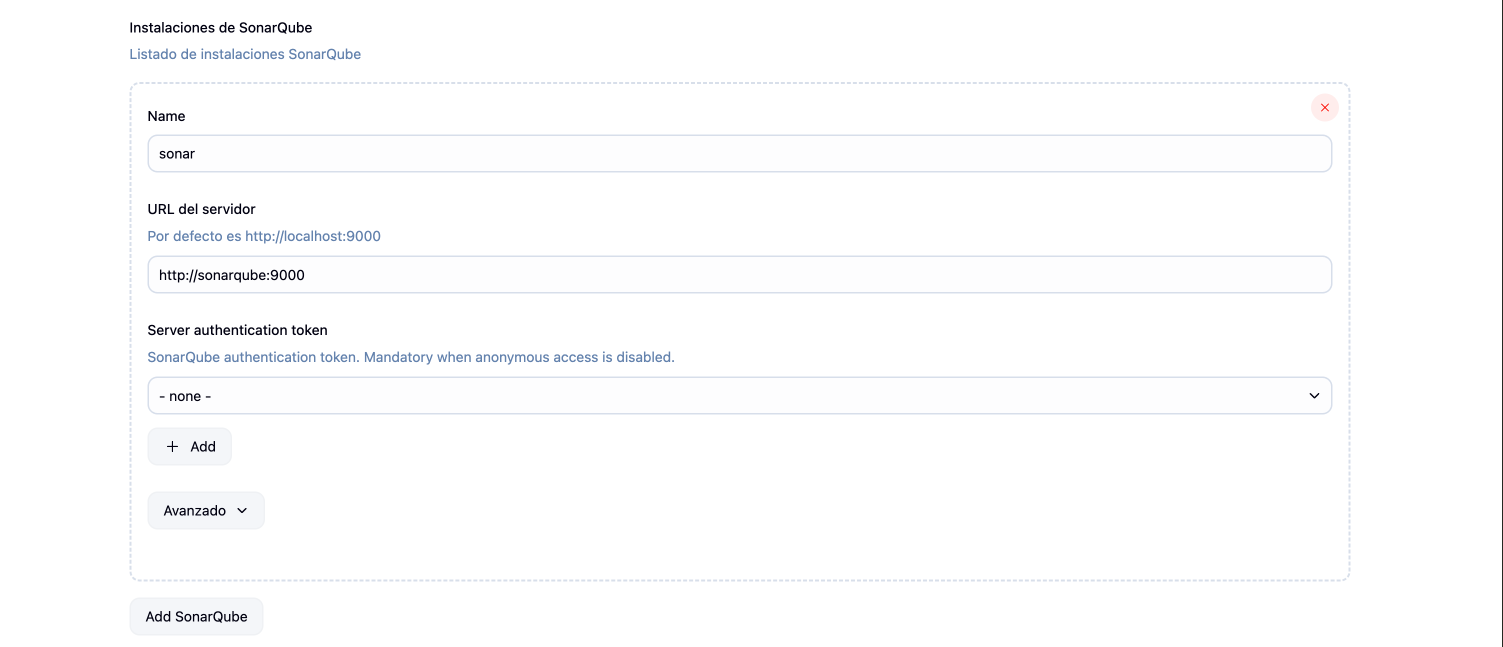 Instalaciones de SonarQube
Listado de instalaciones SonarQube
Name
sonar
URL del servidor
Por defecto es http://localhost:9000
http://sonarqube:9000
Server authentication token
SonarQube authentication token. Mandatory when anonymous access is disabled.
- none -
Add
Avanzado
Add SonarQube